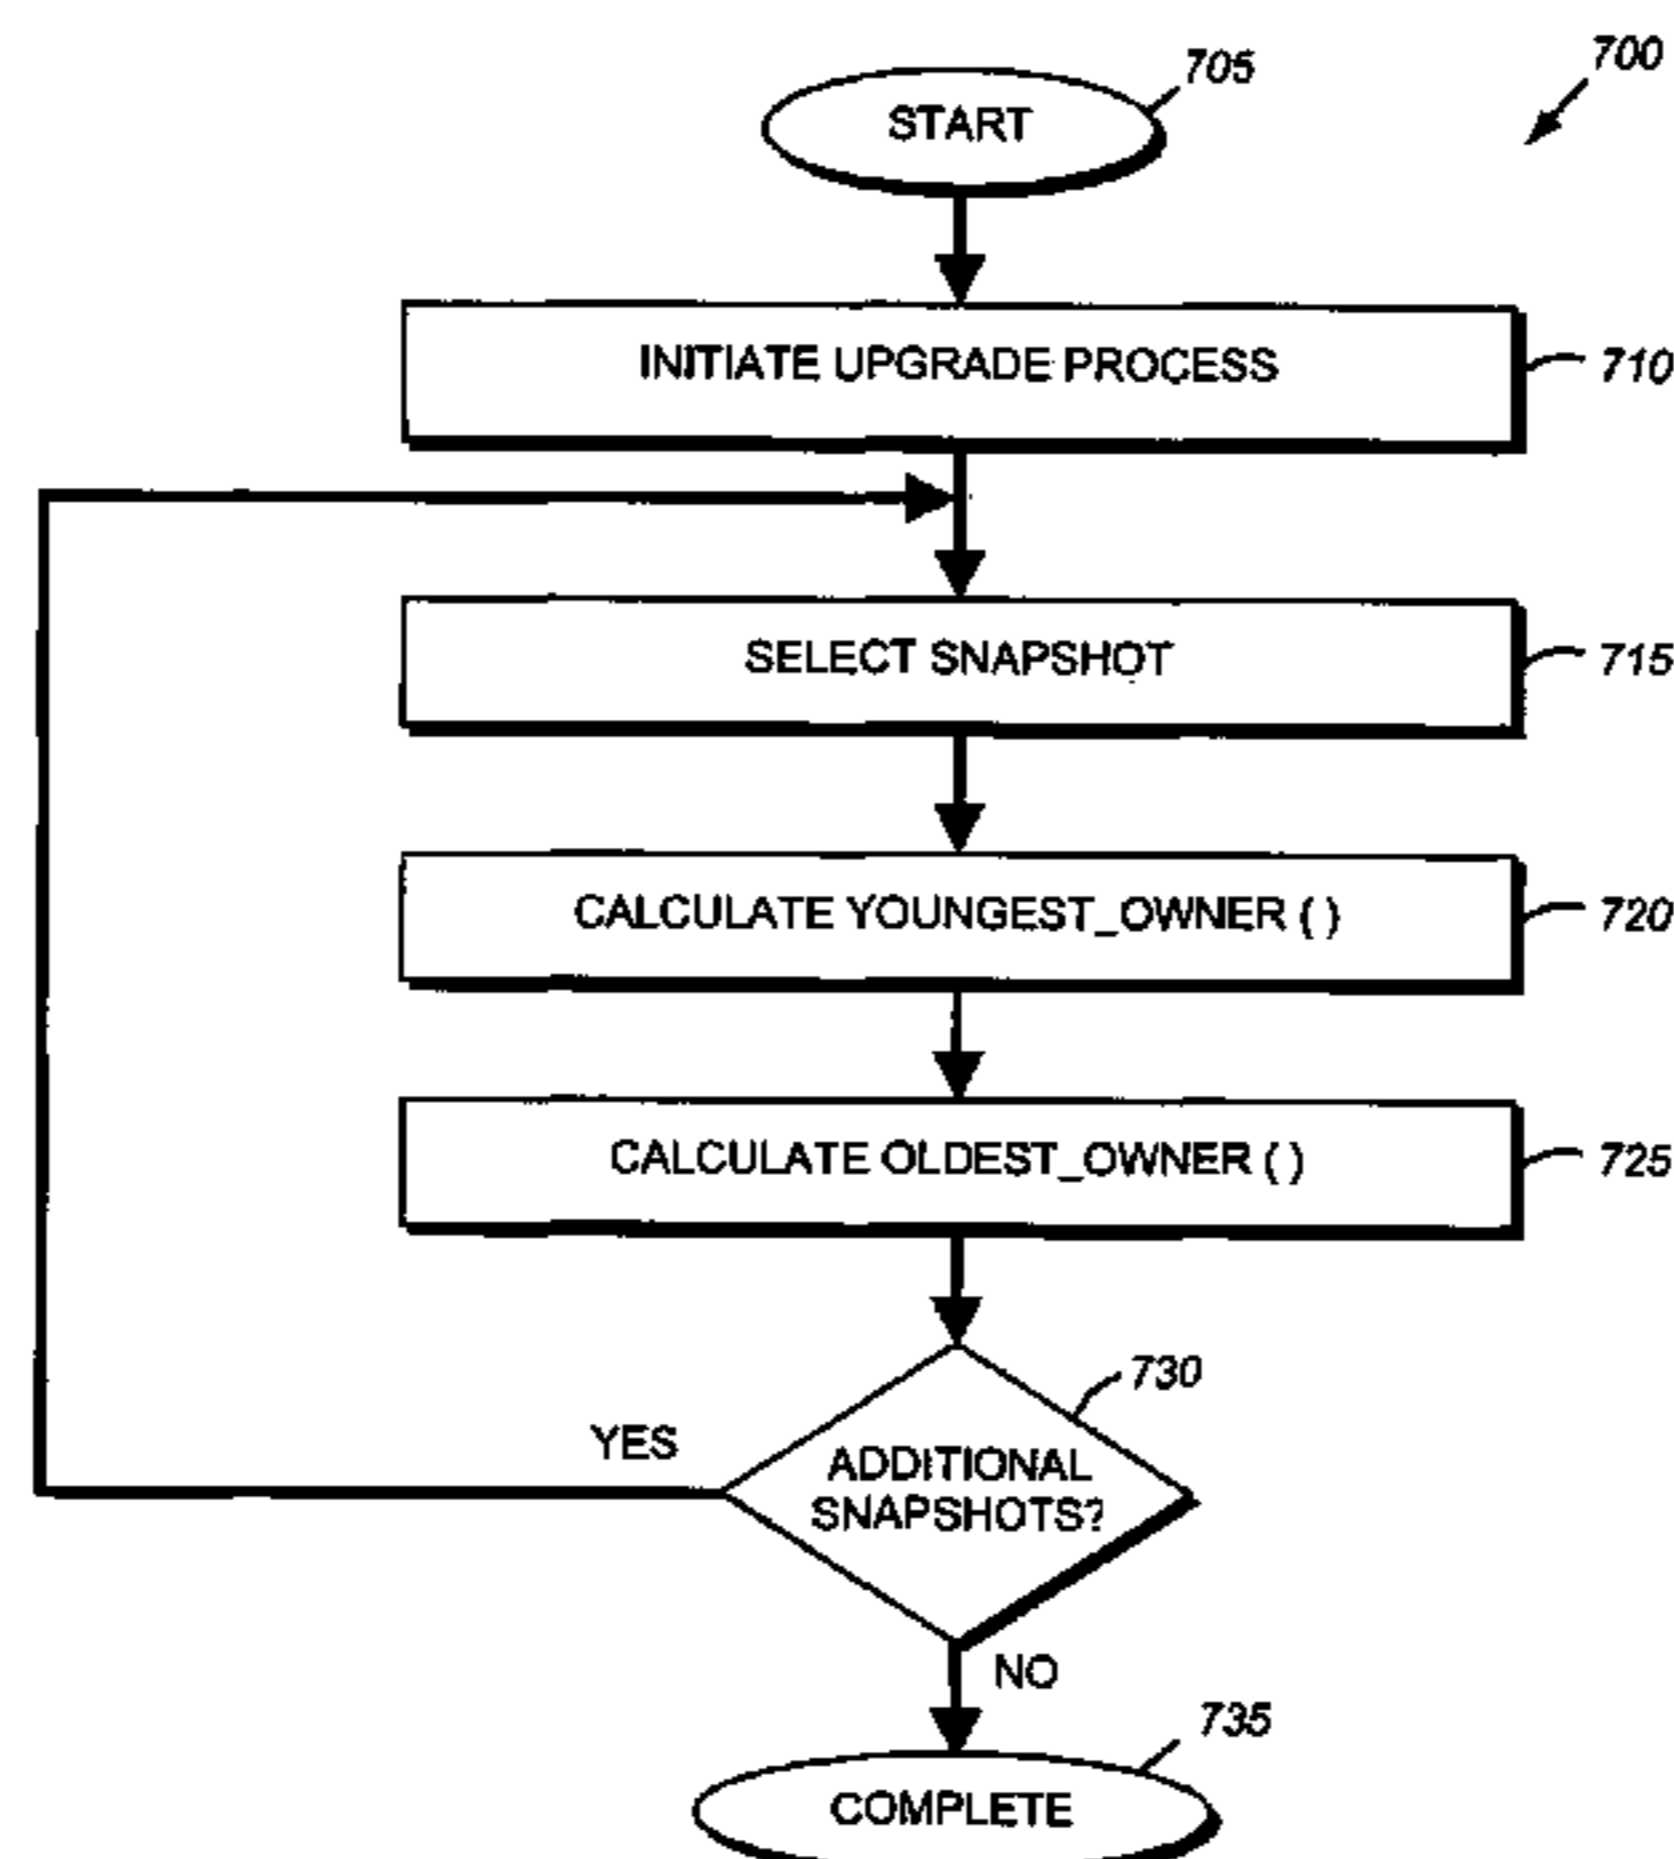 700
705
START
INITIATE UPGRADE PROCESS
710
SELECT SNAPSHOT
715
CALCULATE YOUNGEST_OWNER ( )
720
CALCULATE OLDEST_OWNER ( )
725
730
YES
ADDITIONAL
SNAPSHOTS?
NO
735
COMPLETE